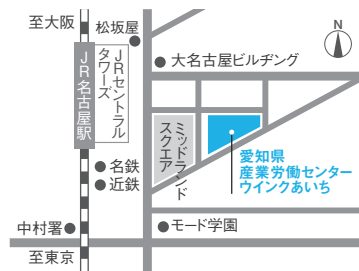 至大阪
松坂屋
N
大名古屋ビルヂング
JRセントラル
タワーズ
JR名古屋駅
ミッドランド
スクエア
愛知県
産業労働センター
ウインクあいち
名鉄
近鉄
中村署
モード学園
至東京